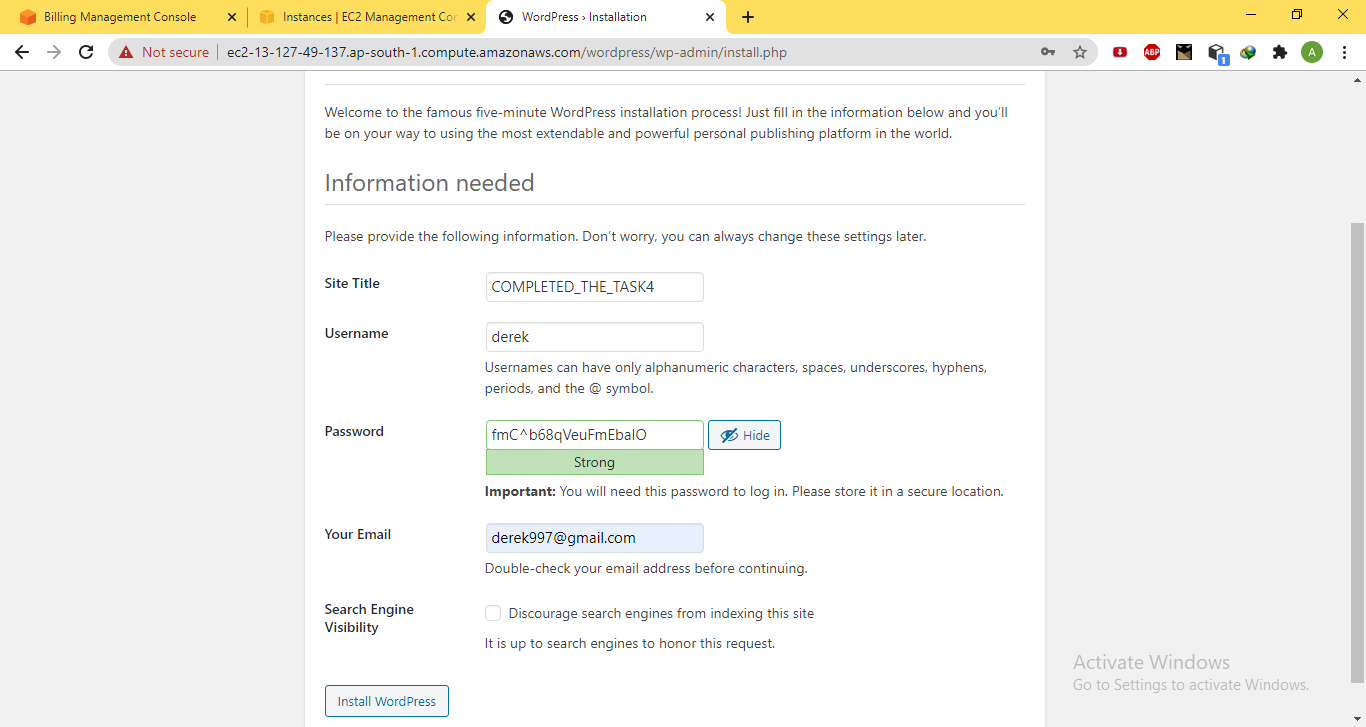 Billing Management Console
Instances | EC2 Management Con
WordPress › Installation
Not secure
ec2-13-127-49-137.ap-south-1.compute.amazonaws.com/wordpress/wp-admin/install.php
ABP
1
A
Welcome to the famous five-minute WordPress installation process! Just fill in the information below and you’ll
be on your way to using the most extendable and powerful personal publishing platform in the world.
Information needed
Please provide the following information. Don’t worry, you can always change these settings later.
Site Title
COMPLETED_THE_TASK4
Username
derek
Usernames can have only alphanumeric characters, spaces, underscores, hyphens,
periods, and the @ symbol.
Password
fmC^b68qVeuFmEbaIO
Hide
Strong
Important: You will need this password to log in. Please store it in a secure location.
Your Email
derek997@gmail.com
Double-check your email address before continuing.
Search Engine
Visibility
Discourage search engines from indexing this site
It is up to search engines to honor this request.
Install WordPress
Activate Windows
Go to Settings to activate Windows.